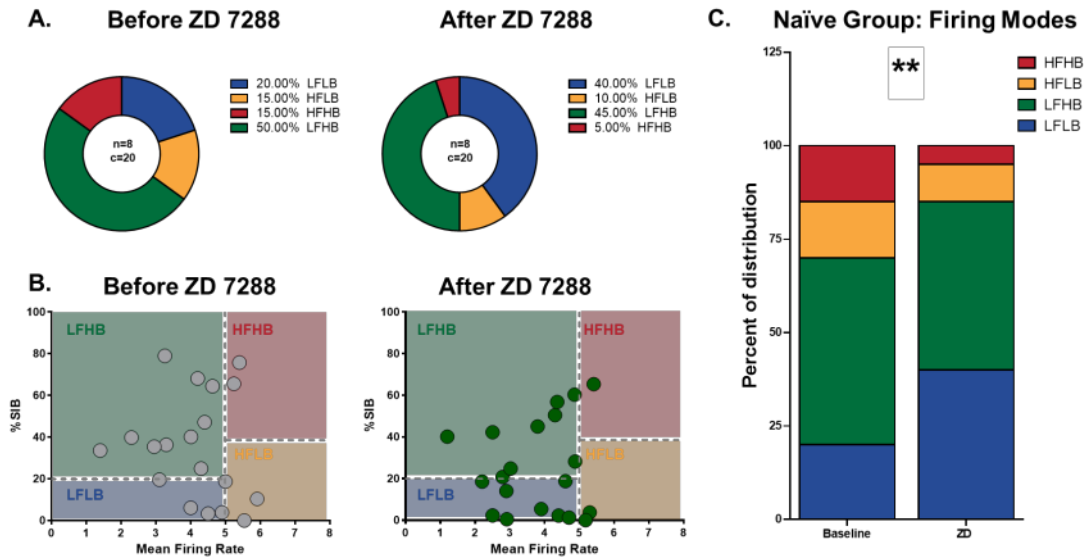 A.
Before ZD 7288
20.00% LFLB
15.00% HFLB
15.00% HFHB
50.00% LFHB
n=8
c=20
After ZD 7288
40.00% LFLB
10.00% HFLB
45.00% LFHB
5.00% HFHB
n=8
c=20
B.
Before ZD 7288
% SIB
100
80
60
40
20
0
LFHB
HFHB
HFLB
LFLB
0 1 2 3 4 5 6 7 8
Mean Firing Rate
After ZD 7288
% SIB
100
80
60
40
20
0
LFHB
HFHB
HFLB
LFLB
0 1 2 3 4 5 6 7 8
Mean Firing Rate
C.
Naïve Group: Firing Modes
**
HFHB
HFLB
LFHB
LFLB
Percent of distribution
125
100
75
50
25
0
Baseline ZD